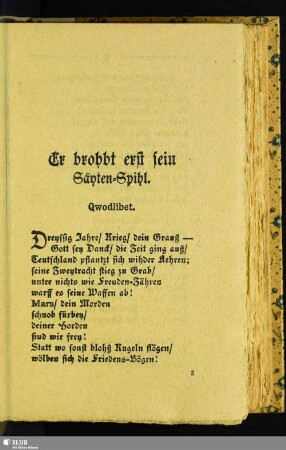 Er brohbt erst sein
Säyten-Spihl.
Qwodlibet.
Dreyssig Jahre/ Krieg/ dein Grauß —
Gott sey Danck/ die Zeit ging auß/
Teutschland pflantzt sich wihder Aehren;
seine Zweytracht stieg zu Grab/
unter nichts wie Freuden-Zähren
warff es seine Waffen ab!
Mars/ dein Morden
schnob fürbey/
deiner Horden
sind wir frey!
Statt wo sonst blohß Kugeln flögen/
wölben sich die Friedens-Bögen!
2
SLUB